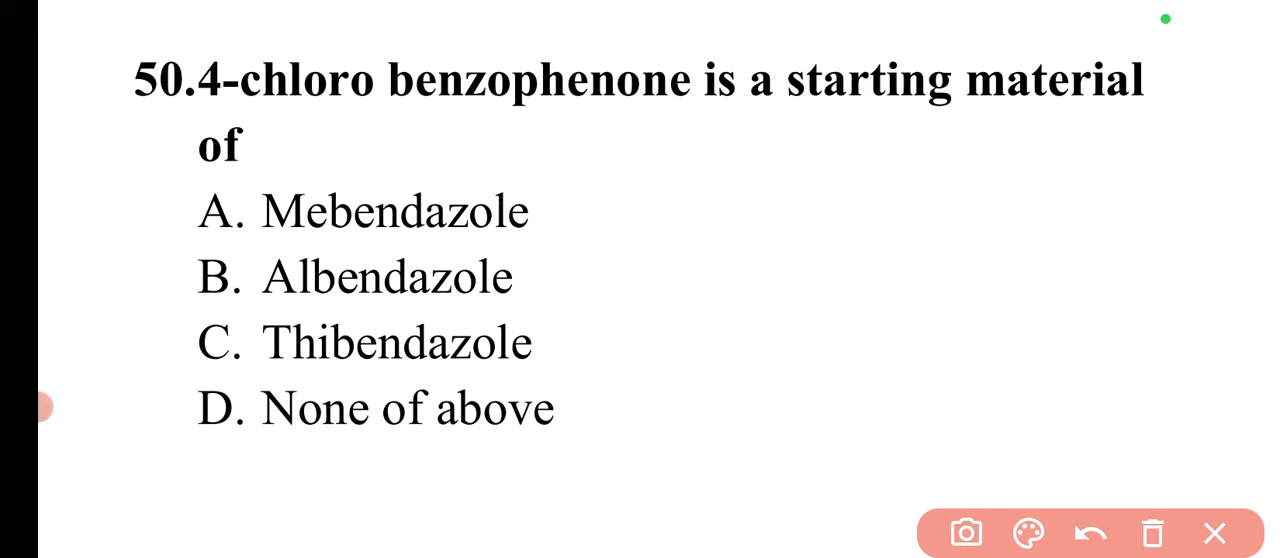 50.4-chloro benzophenone is a starting material
of
A. Mebendazole
B. Albendazole
C. Thibendazole
D. None of above